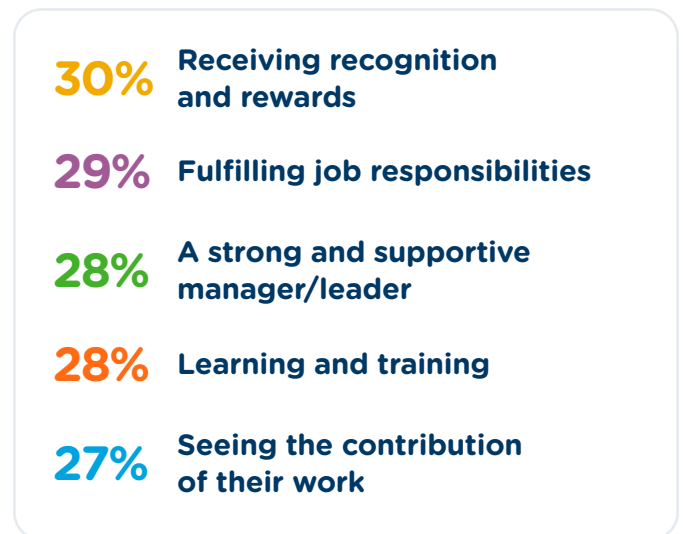 30% Receiving recognition
and rewards
29% Fulfilling job responsibilities
28% A strong and supportive
manager/leader
28% Learning and training
27% Seeing the contribution
of their work